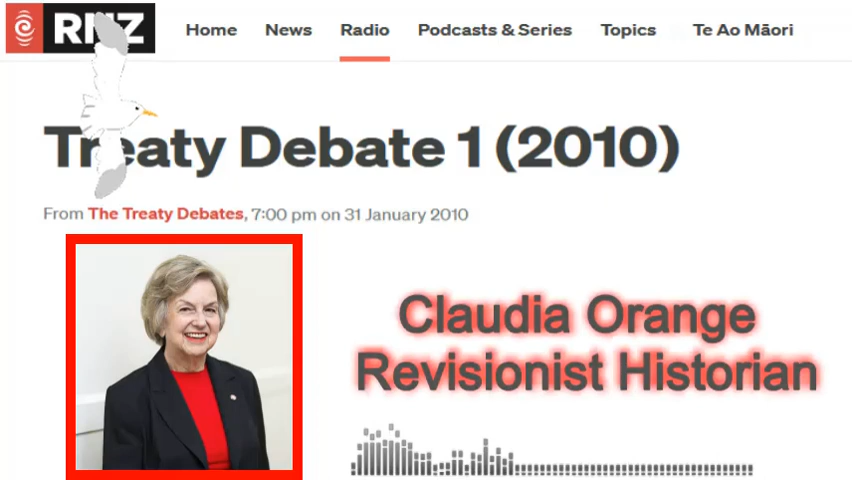 RNZ Home News Radio Podcasts & Series Topics Te Ao Māori
Treaty Debate 1 (2010)
From The Treaty Debates, 7:00 pm on 31 January 2010
Claudia Orange
Revisionist Historian